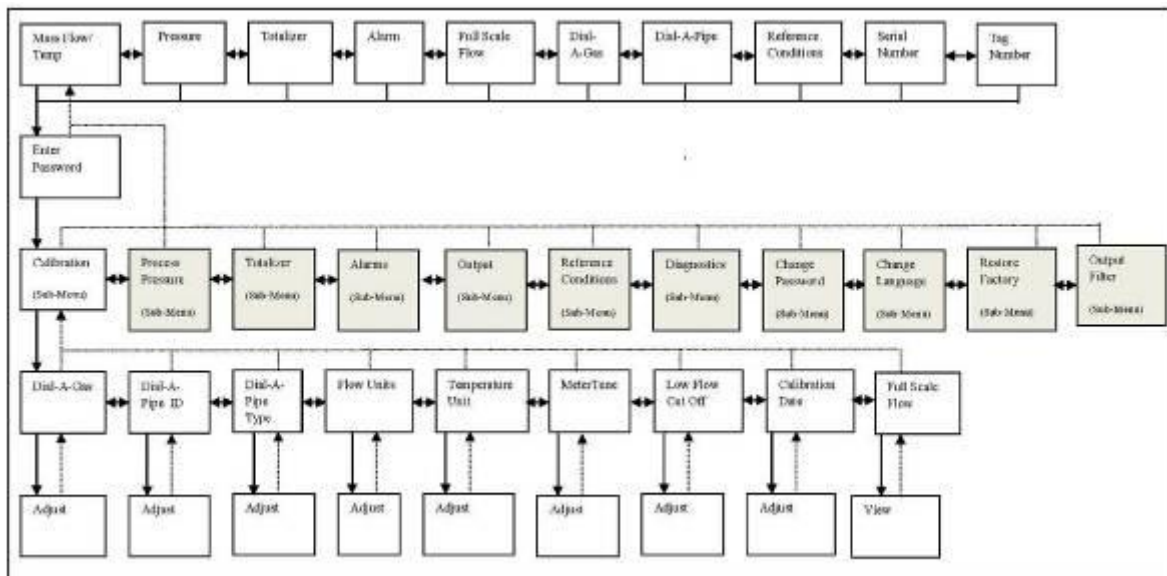 Mass Flow/
Temp
Pressure
Totalizer
Alarm
Full Scale
Flow
Dial-
A-Gas
Dial-A-Pipe
Reference
Conditions
Serial
Number
Tag
Number
Enter
Password
Calibration
(Sub-Menu)
Process
Pressure
(Sub-Menu)
Totalizer
(Sub-Menu)
Alarms
(Sub-Menu)
Output
(Sub-Menu)
Reference
Conditions
(Sub-Menu)
Diagnostics
(Sub-Menu)
Change
Password
(Sub-Menu)
Change
Language
(Sub-Menu)
Restore
Factory
(Sub-Menu)
Output
Filter
(Sub-Menu)
Dial-A-Gas
Dial-A-
Pipe ID
Dial-A-
Pipe
Type
Flow Units
Temperature
Unit
MeterTune
Low Flow
Cut Off
Calibration
Date
Full Scale
Flow
Adjust
Adjust
Adjust
Adjust
Adjust
Adjust
Adjust
Adjust
View